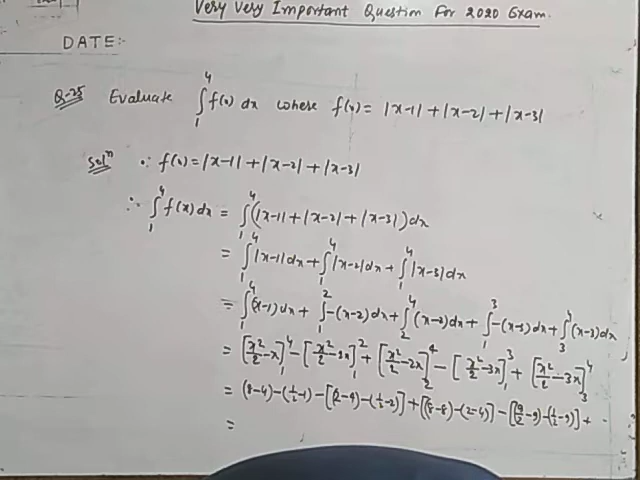 Very Very Important Question For 2020 Exam.
DATE:-
Q-25 Evaluate ∫₁⁴ f(x) dx where f(x) = |x-1| + |x-2| + |x-3|
Solⁿ ∵ f(x) = |x-1| + |x-2| + |x-3|
∴ ∫₁⁴ f(x) dx = ∫₁⁴ (|x-1| + |x-2| + |x-3|) dx
= ∫₁⁴ |x-1| dx + ∫₁⁴ |x-2| dx + ∫₁⁴ |x-3| dx
= ∫₁⁴ (x-1) dx + ∫₁² -(x-2) dx + ∫₂⁴ (x-2) dx + ∫₁³ -(x-3) dx + ∫₃⁴ (x-3) dx
= [x²/2 - x]₁⁴ - [x²/2 - 2x]₁² + [x²/2 - 2x]₂⁴ - [x²/2 - 3x]₁³ + [x²/2 - 3x]₃⁴
= (8-4) - (1/2 - 1) - [(2-4) - (1/2 - 2)] + [(8-8) - (2-4)] - [(9/2 - 9) - (1/2 - 3)] +
=